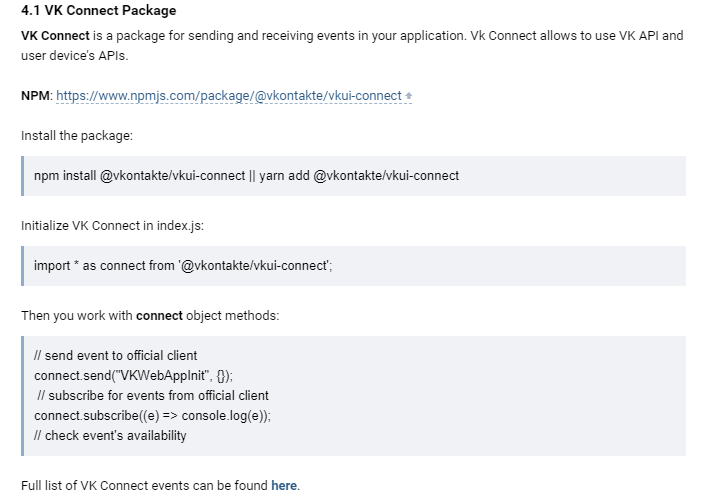 4.1 VK Connect Package
VK Connect is a package for sending and receiving events in your application. Vk Connect allows to use VK API and
user device's APIs.
NPM: https://www.npmjs.com/package/@vkontakte/vkui-connect
Install the package:
npm install @vkontakte/vkui-connect || yarn add @vkontakte/vkui-connect
Initialize VK Connect in index.js:
import * as connect from '@vkontakte/vkui-connect';
Then you work with connect object methods:
// send event to official client
connect.send("VKWebAppInit", {});
// subscribe for events from official client
connect.subscribe((e) => console.log(e));
// check event's availability
Full list of VK Connect events can be found here.